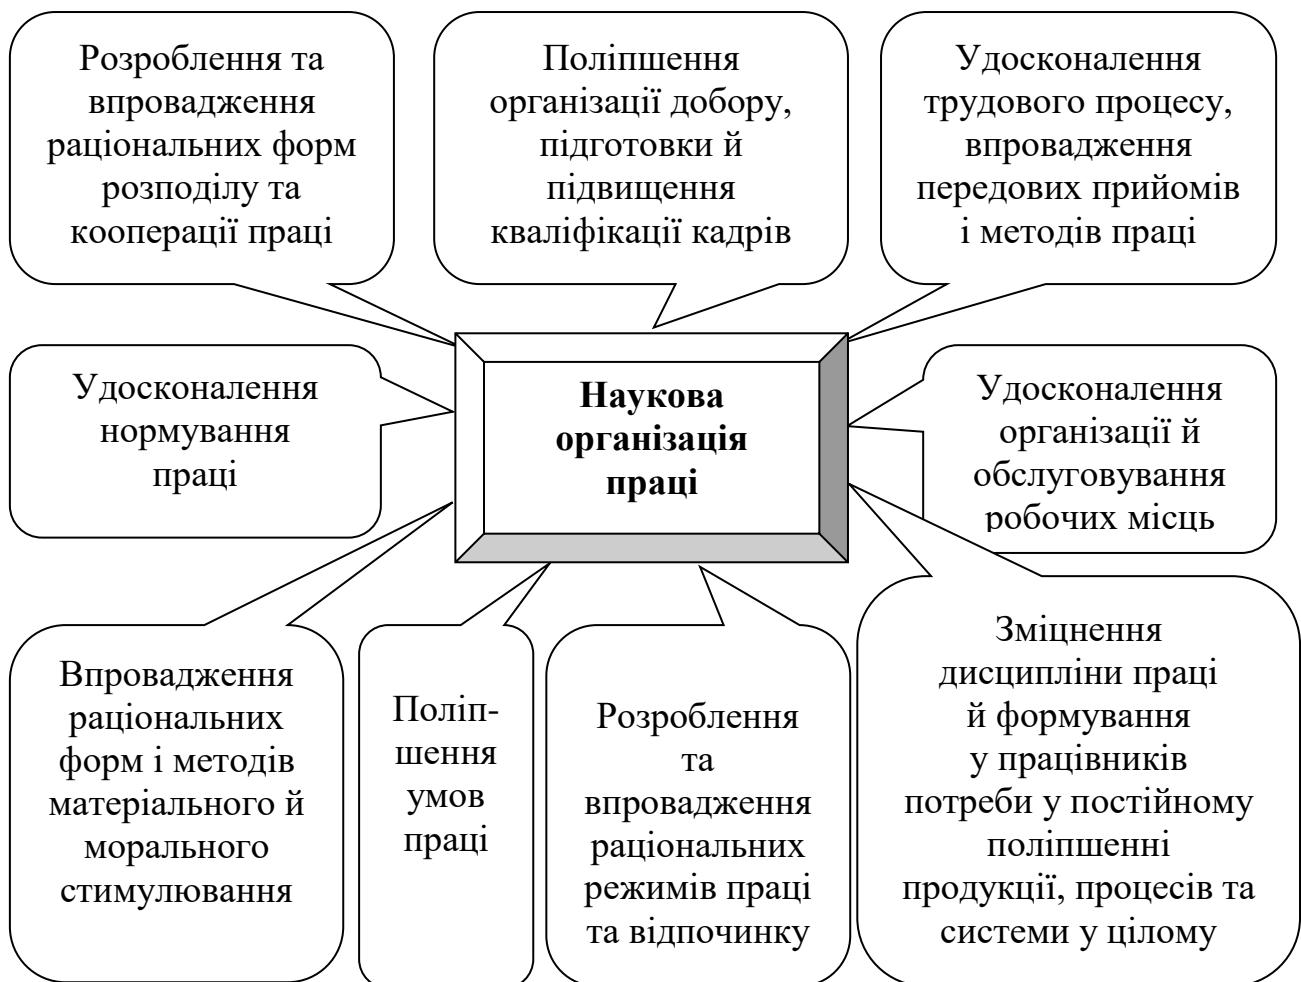 Розроблення та
впровадження
раціональних форм
розподілу та
кооперації праці
Поліпшення
організації добору,
підготовки й
підвищення
кваліфікації кадрів
Удосконалення
трудового процесу,
впровадження
передових прийомів
і методів праці
Удосконалення
нормування
праці
Наукова
організація
праці
Удосконалення
організації й
обслуговування
робочих місць
Впровадження
раціональних
форм і методів
матеріального й
морального
стимулювання
Поліп-
шення
умов
праці
Розроблення
та
впровадження
раціональних
режимів праці
та відпочинку
Зміцнення
дисципліни праці
й формування
у працівників
потреби у постійному
поліпшенні
продукції, процесів та
системи у цілому